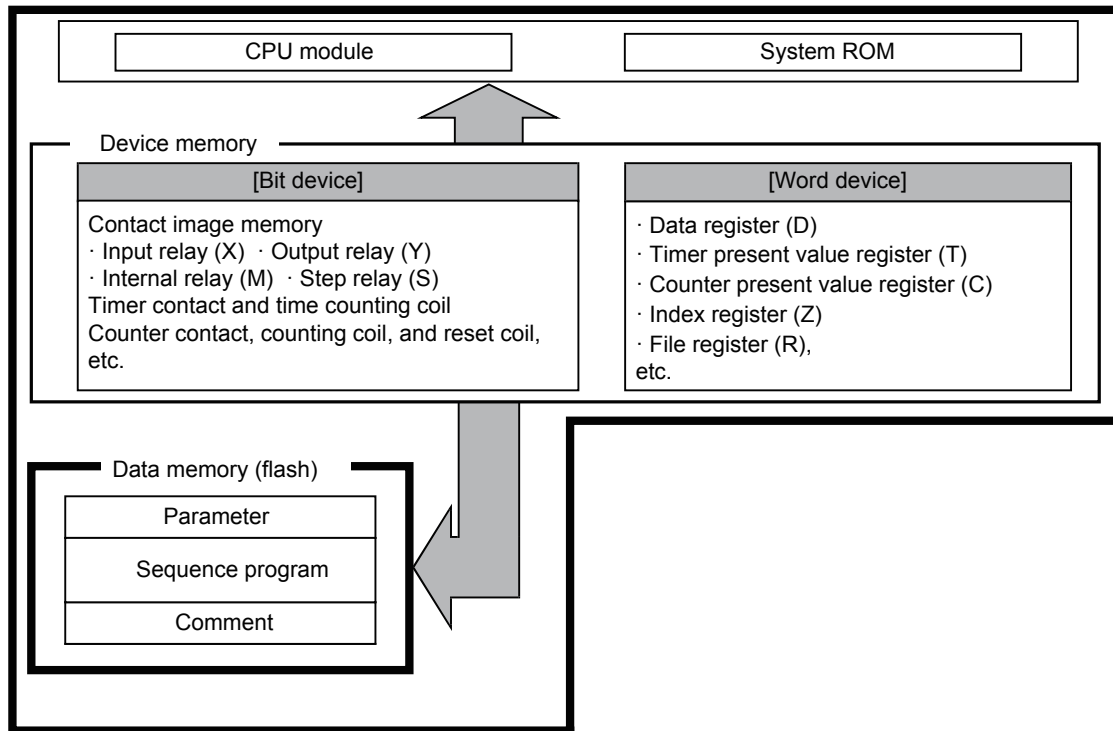 CPU module
System ROM
Device memory
[Bit device]
Contact image memory
· Input relay (X) · Output relay (Y)
· Internal relay (M) · Step relay (S)
Timer contact and time counting coil
Counter contact, counting coil, and reset coil,
etc.
[Word device]
· Data register (D)
· Timer present value register (T)
· Counter present value register (C)
· Index register (Z)
· File register (R),
etc.
Data memory (flash)
Parameter
Sequence program
Comment